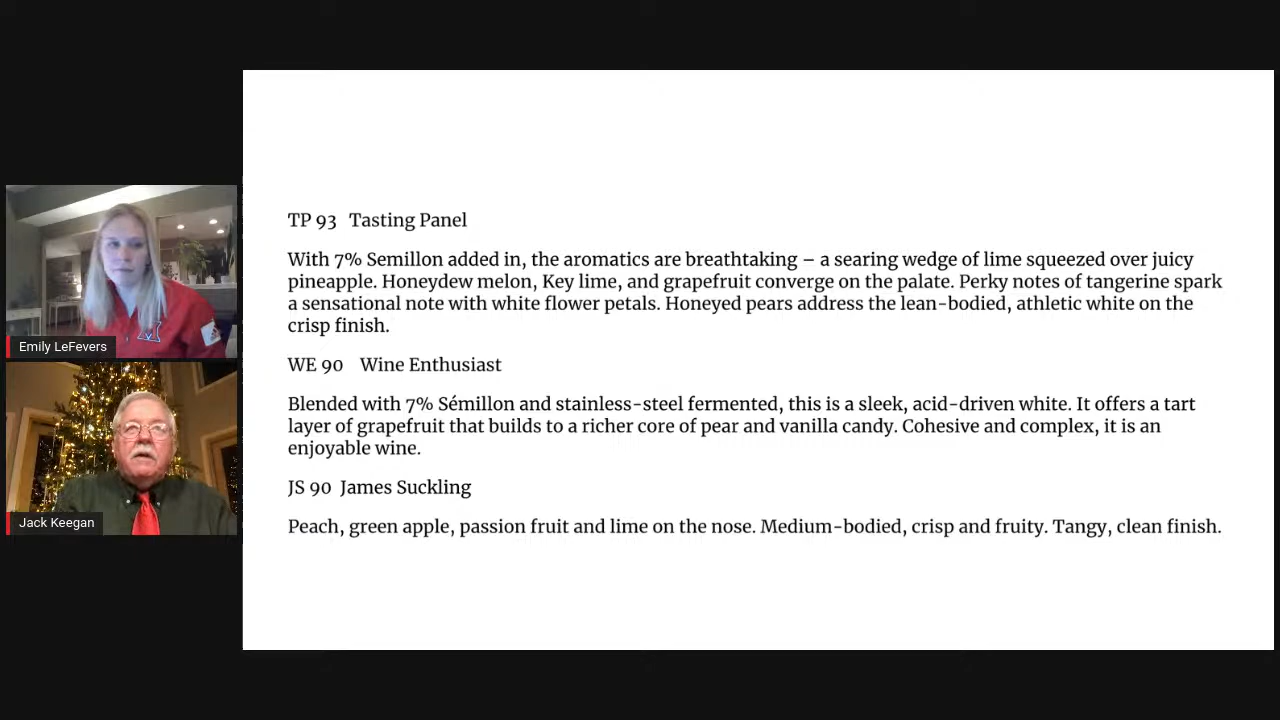 TP 93 Tasting Panel
With 7% Semillon added in, the aromatics are breathtaking – a searing wedge of lime squeezed over juicy
pineapple. Honeydew melon, Key lime, and grapefruit converge on the palate. Perky notes of tangerine spark
a sensational note with white flower petals. Honeyed pears address the lean-bodied, athletic white on the
crisp finish.
WE 90 Wine Enthusiast
Blended with 7% Sémillon and stainless-steel fermented, this is a sleek, acid-driven white. It offers a tart
layer of grapefruit that builds to a richer core of pear and vanilla candy. Cohesive and complex, it is an
enjoyable wine.
JS 90 James Suckling
Peach, green apple, passion fruit and lime on the nose. Medium-bodied, crisp and fruity. Tangy, clean finish.
Emily LeFevers
Jack Keegan